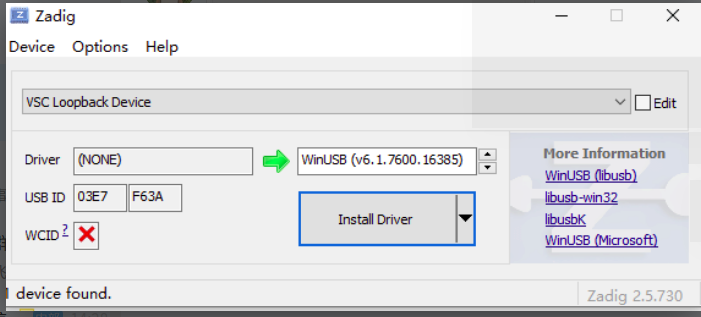 Zadig
Device Options Help
VSC Loopback Device
Edit
Driver (NONE) WinUSB (v6.1.7600.16385)
USB ID 03E7 F63A
WCID ?
Install Driver
More Information
WinUSB (libusb)
libusb-win32
libusbK
WinUSB (Microsoft)
1 device found.
Zadig 2.5.730